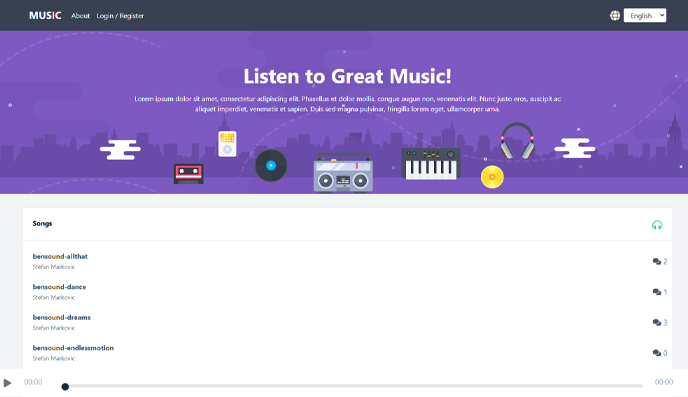 MUSIC About Login / Register English
Listen to Great Music!
Lorem ipsum dolor sit amet, consectetur adipiscing elit. Phasellus et dolor mollis, congue augue non, venenatis elit. Nunc justo eros, suscipit ac
aliquet imperdiet, venenatis et sapien. Duis sed magna pulvinar, fringilla lorem eget, ullamcorper urna.
Songs
bensound-allthat
Stefan Markovic
2
bensound-dance
Stefan Markovic
1
bensound-dreams
Stefan Markovic
3
bensound-endlessmotion
Stefan Markovic
0
00:00 00:00